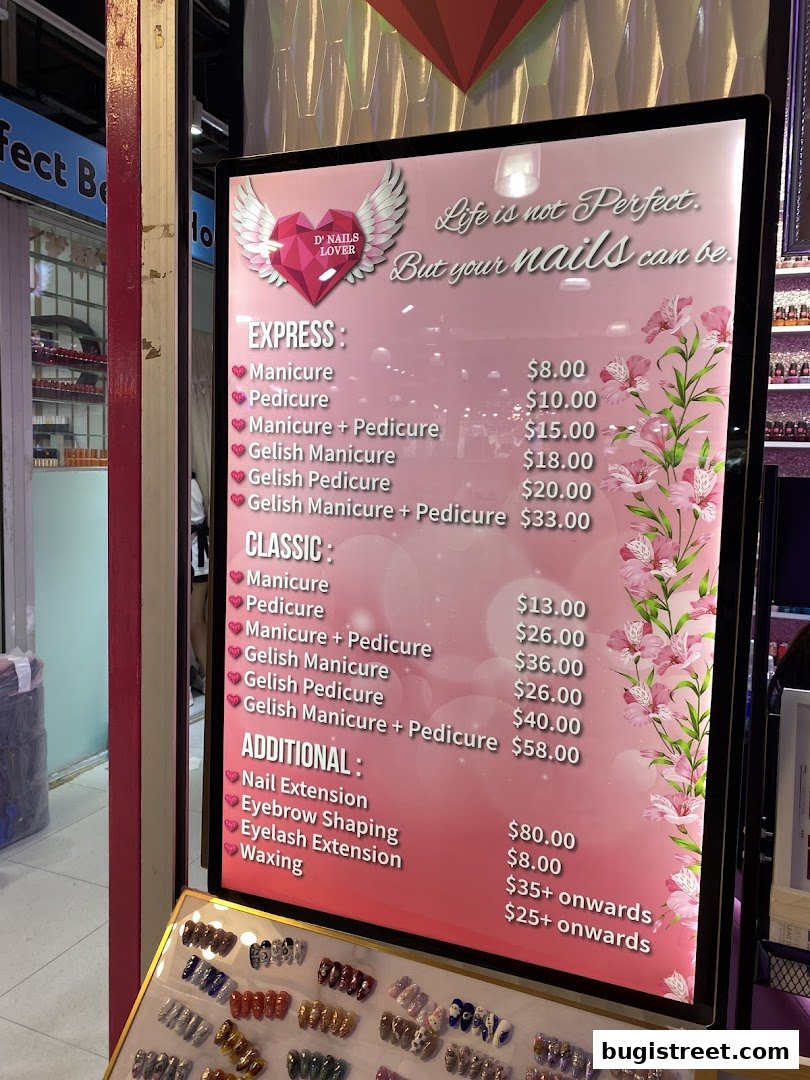 fect Be
Ho
D' NAILS
LOVER
Life is not Perfect.
But your nails can be.
EXPRESS :
Manicure $8.00
Pedicure $10.00
Manicure + Pedicure $15.00
Gelish Manicure $18.00
Gelish Pedicure $20.00
Gelish Manicure + Pedicure $33.00
CLASSIC :
Manicure $13.00
Pedicure $26.00
Manicure + Pedicure $36.00
Gelish Manicure $26.00
Gelish Pedicure $40.00
Gelish Manicure + Pedicure $58.00
ADDITIONAL :
Nail Extension $80.00
Eyebrow Shaping $8.00
Eyelash Extension $35+ onwards
Waxing $25+ onwards
bugistreet.com